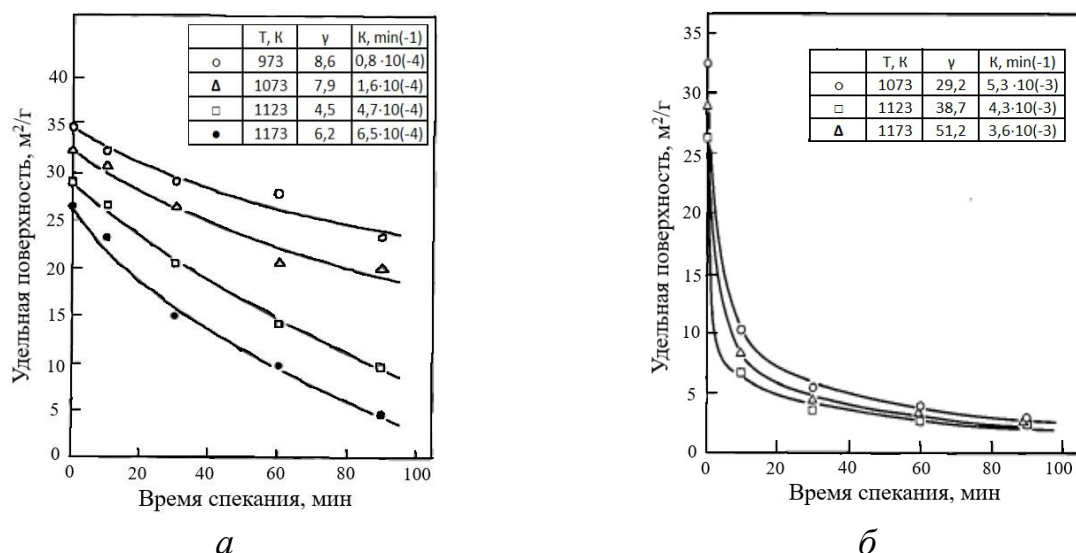 T, K γ K, min(-1)
973 8,6 0,8 ·10(-4)
1073 7,9 1,6·10(-4)
1123 4,5 4,7·10(-4)
1173 6,2 6,5·10(-4)
Удельная поверхность, м²/г
40
35
30
25
20
15
10
5
0
0 20 40 60 80 100
Время спекания, мин
а
T, K γ K, min(-1)
1073 29,2 5,3 ·10(-3)
1123 38,7 4,3·10(-3)
1173 51,2 3,6·10(-3)
Удельная поверхность, м²/г
35
30
25
20
15
10
5
0
0 20 40 60 80 100
Время спекания, мин
б